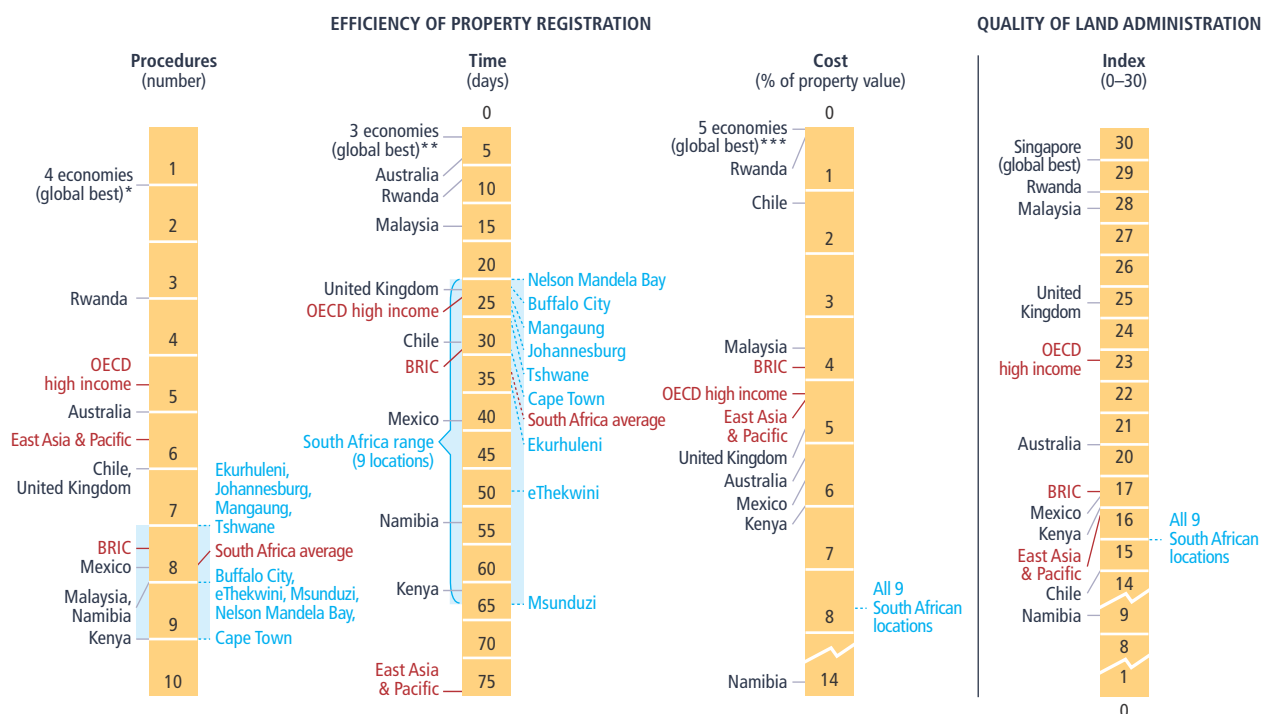 EFFICIENCY OF PROPERTY REGISTRATION
QUALITY OF LAND ADMINISTRATION
Procedures
(number)
1
2
3
4
5
6
7
8
9
10
4 economies
(global best)*
Rwanda
OECD
high income
Australia
East Asia & Pacific
Chile,
United Kingdom
BRIC
Mexico
Malaysia,
Namibia
Kenya
Ekurhuleni,
Johannesburg,
Mangaung,
Tshwane
South Africa average
Buffalo City,
eThekwini, Msunduzi,
Nelson Mandela Bay,
Cape Town
Time
(days)
0
5
10
15
20
25
30
35
40
45
50
55
60
65
70
75
3 economies
(global best)**
Australia
Rwanda
Malaysia
United Kingdom
OECD high income
Chile
BRIC
Mexico
South Africa range
(9 locations)
Namibia
Kenya
East Asia
& Pacific
Nelson Mandela Bay
Buffalo City
Mangaung
Johannesburg
Tshwane
Cape Town
South Africa average
Ekurhuleni
eThekwini
Msunduzi
Cost
(% of property value)
0
1
2
3
4
5
6
7
8
14
5 economies
(global best)***
Rwanda
Chile
Malaysia
BRIC
OECD high income
East Asia
& Pacific
United Kingdom
Australia
Mexico
Kenya
Namibia
All 9
South African
locations
Index
(0–30)
30
29
28
27
26
25
24
23
22
21
20
17
16
15
14
9
8
1
0
Singapore
(global best)
Rwanda
Malaysia
United
Kingdom
OECD
high income
Australia
BRIC
Mexico
Kenya
East Asia
& Pacific
Chile
Namibia
All 9
South African
locations